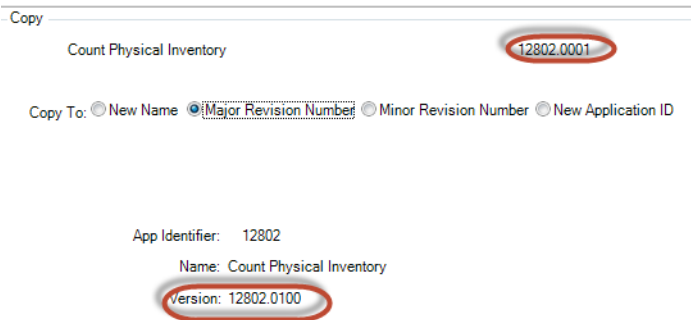 Copy
Count Physical Inventory 12802.0001
Copy To: New Name Major Revision Number Minor Revision Number New Application ID
App Identifier: 12802
Name: Count Physical Inventory
Version: 12802.0100